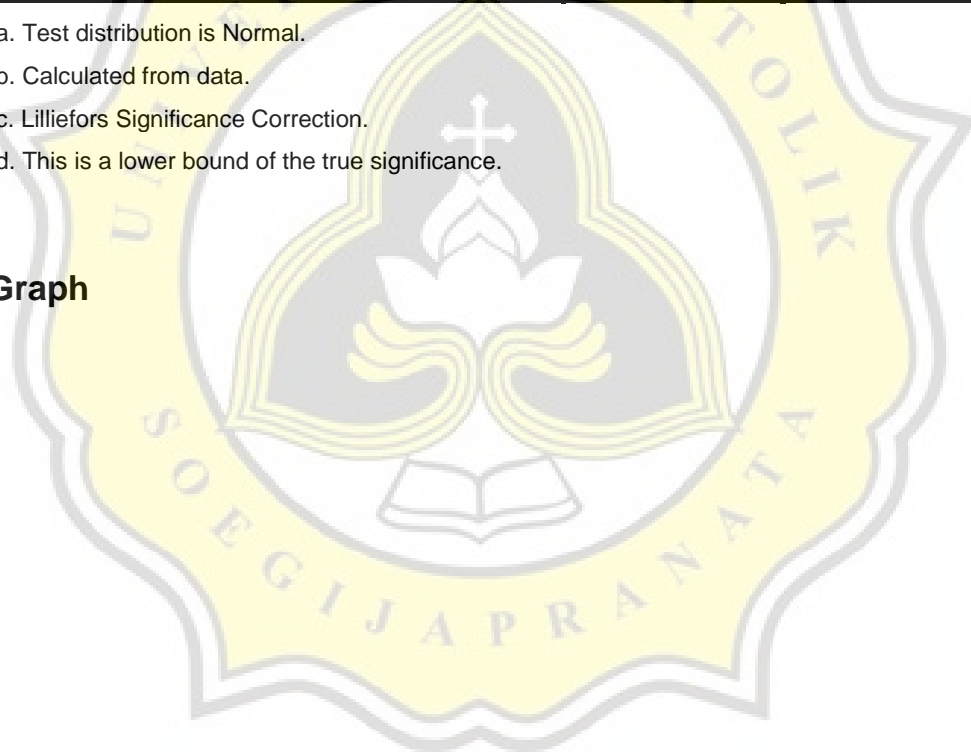 a. Test distribution is Normal.
b. Calculated from data.
c. Lilliefors Significance Correction.
d. This is a lower bound of the true significance.
Graph
SOEGIJAPRANATA